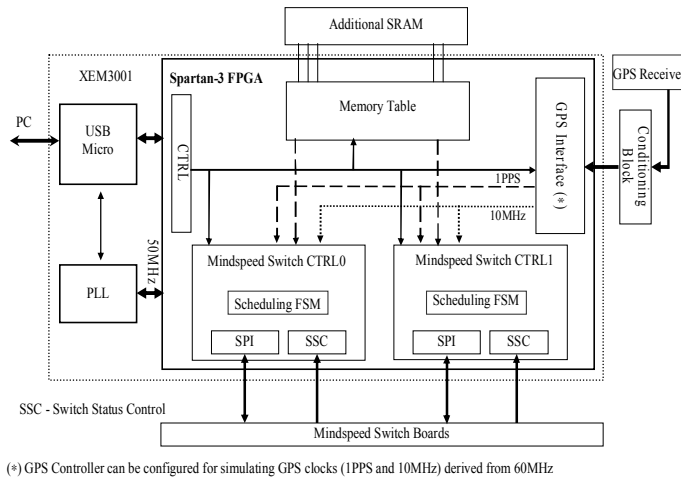 Additional SRAM
XEM3001
Spartan-3 FPGA
GPS Receive
PC
USB
Micro
CTRL
Memory Table
GPS Interface (*)
Conditioning
Block
1PPS
10MHz
50MHz
PLL
Mindspeed Switch CTRL0
Scheduling FSM
SPI
SSC
Mindspeed Switch CTRL1
Scheduling FSM
SPI
SSC
SSC - Switch Status Control
Mindspeed Switch Boards
(*) GPS Controller can be configured for simulating GPS clocks (1PPS and 10MHz) derived from 60MHz